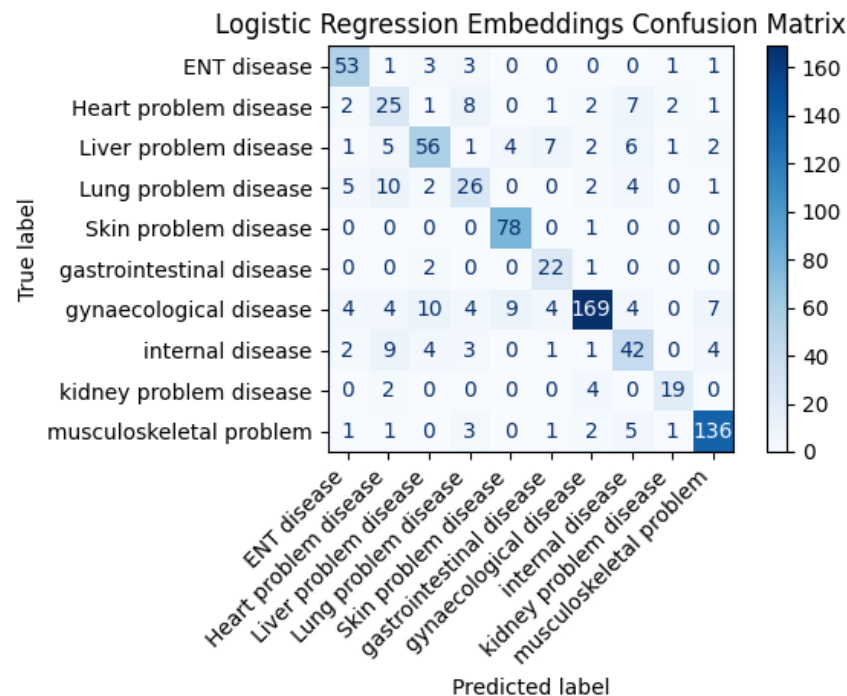 Logistic Regression Embeddings Confusion Matrix
True label
ENT disease 53 1 3 3 0 0 0 0 1 1
Heart problem disease 2 25 1 8 0 1 2 7 2 1
Liver problem disease 1 5 56 1 4 7 2 6 1 2
Lung problem disease 5 10 2 26 0 0 2 4 0 1
Skin problem disease 0 0 0 0 78 0 1 0 0 0
gastrointestinal disease 0 0 2 0 0 22 1 0 0 0
gynaecological disease 4 4 10 4 9 4 169 4 0 7
internal disease 2 9 4 3 0 1 1 42 0 4
kidney problem disease 0 2 0 0 0 0 4 0 19 0
musculoskeletal problem 1 1 0 3 0 1 2 5 1 136
160
140
120
100
80
60
40
20
0
ENT disease
Heart problem disease
Liver problem disease
Lung problem disease
Skin problem disease
gastrointestinal disease
gynaecological disease
internal disease
kidney problem disease
musculoskeletal problem
Predicted label